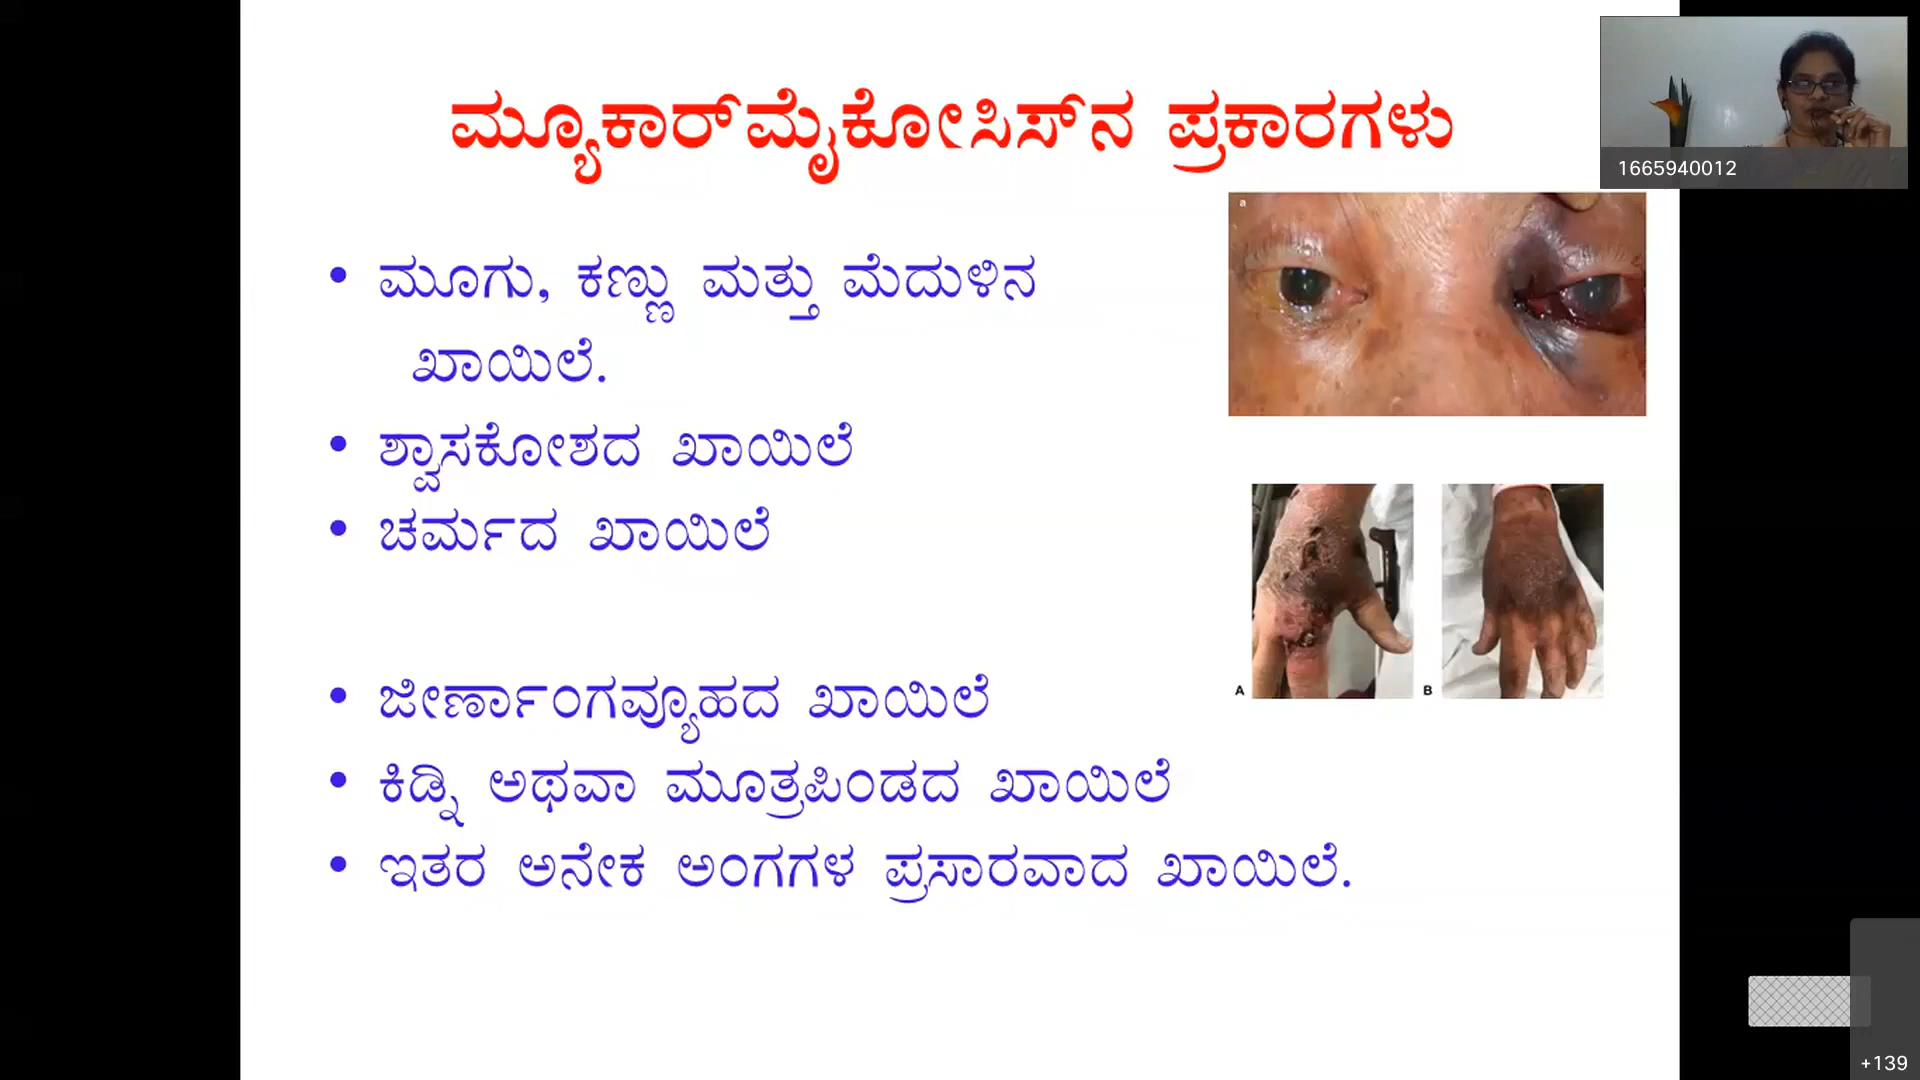 ಮ್ಯೂಕಾರ್‌ಮೈಕೋಸಿಸ್‌ನ ಪ್ರಕಾರಗಳು
1665940012
• ಮೂಗು, ಕಣ್ಣು ಮತ್ತು ಮೆದುಳಿನ
ಖಾಯಿಲೆ.
• ಶ್ವಾಸಕೋಶದ ಖಾಯಿಲೆ
• ಚರ್ಮದ ಖಾಯಿಲೆ
• ಜೀರ್ಣಾಂಗವ್ಯೂಹದ ಖಾಯಿಲೆ
• ಕಿಡ್ನಿ ಅಥವಾ ಮೂತ್ರಪಿಂಡದ ಖಾಯಿಲೆ
• ಇತರ ಅನೇಕ ಅಂಗಗಳ ಪ್ರಸಾರವಾದ ಖಾಯಿಲೆ.
a
A B
+139